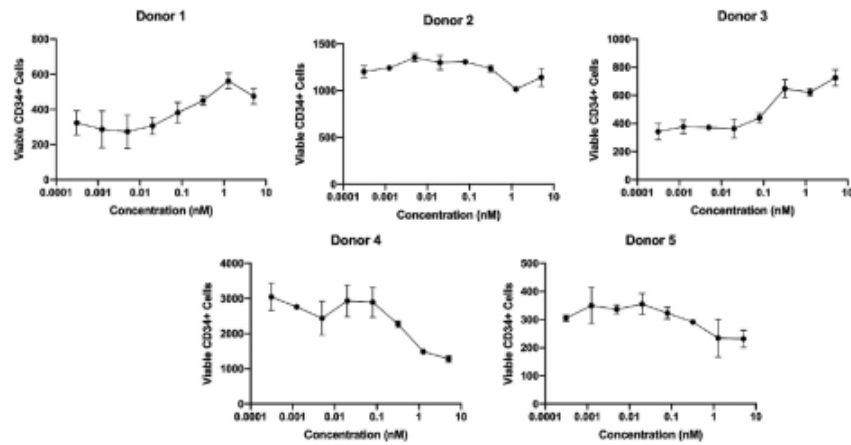 Donor 1
Viable CD34+ Cells
800
600
400
200
0
0.0001 0.001 0.01 0.1 1 10
Concentration (nM)
Donor 2
Viable CD34+ Cells
1500
1000
500
0
0.0001 0.001 0.01 0.1 1 10
Concentration (nM)
Donor 3
Viable CD34+ Cells
1000
800
600
400
200
0
0.0001 0.001 0.01 0.1 1 10
Concentration (nM)
Donor 4
Viable CD34+ Cells
4000
3000
2000
1000
0
0.0001 0.001 0.01 0.1 1 10
Concentration (nM)
Donor 5
Viable CD34+ Cells
500
400
300
200
100
0
0.0001 0.001 0.01 0.1 1 10
Concentration (nM)